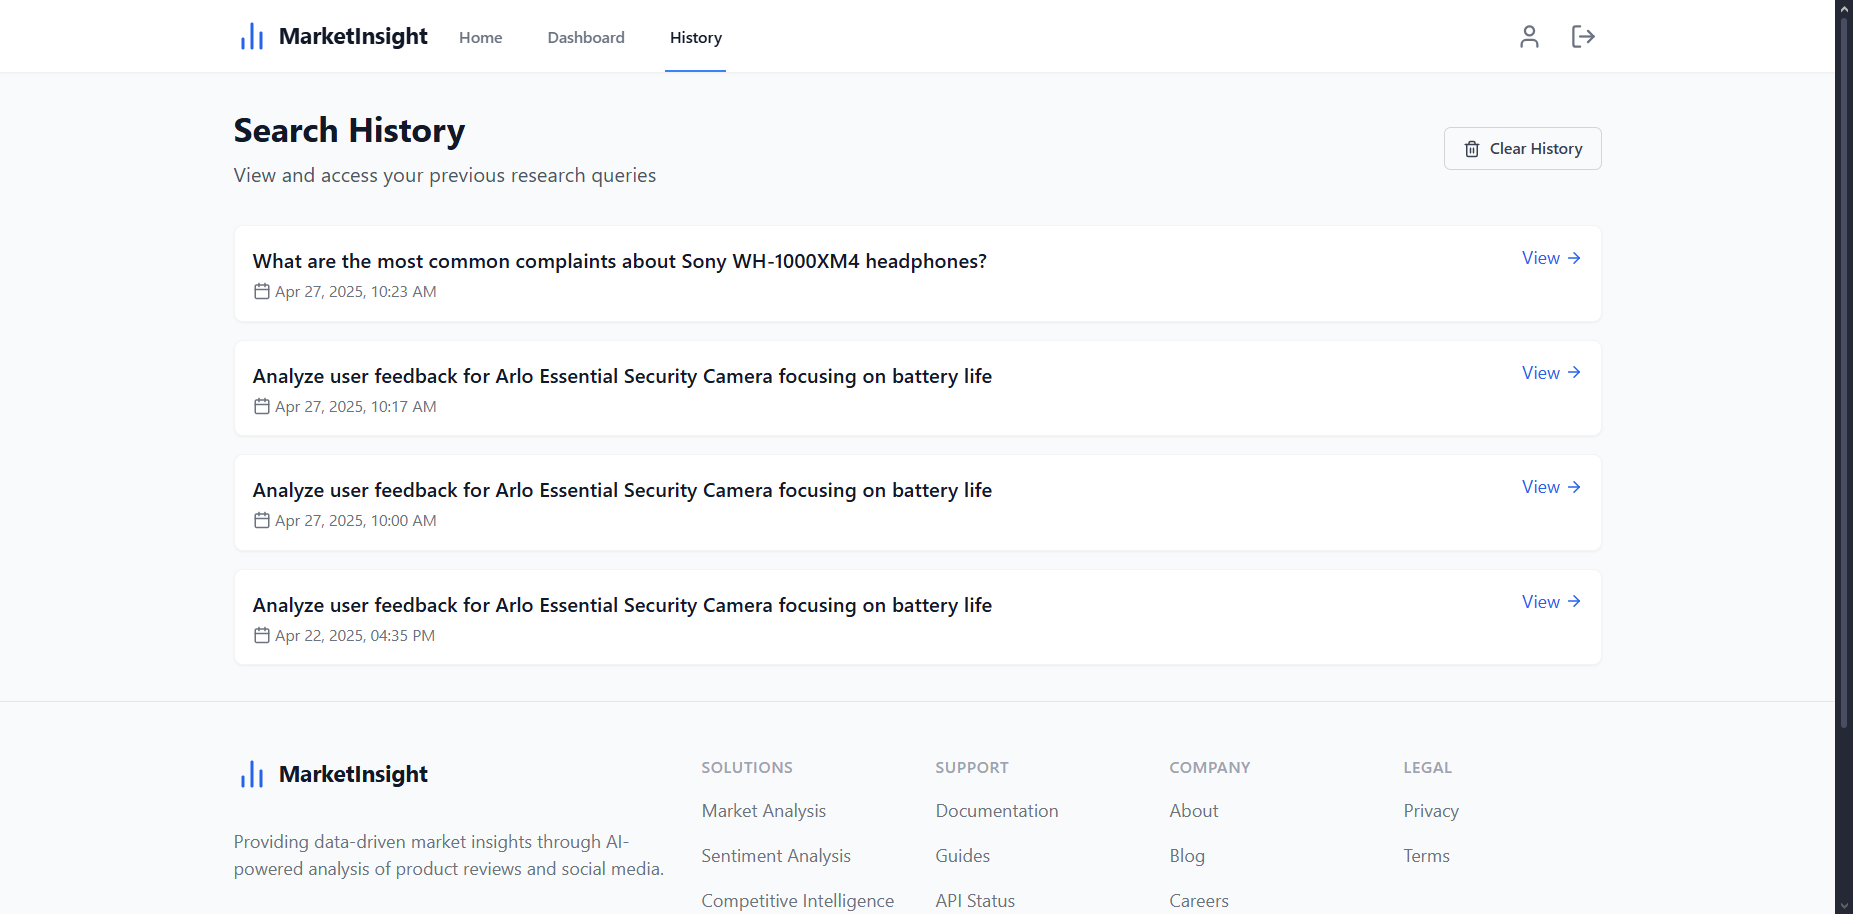 MarketInsight
Home
Dashboard
History
Search History
View and access your previous research queries
Clear History
What are the most common complaints about Sony WH-1000XM4 headphones?
View
Apr 27, 2025, 10:23 AM
Analyze user feedback for Arlo Essential Security Camera focusing on battery life
View
Apr 27, 2025, 10:17 AM
Analyze user feedback for Arlo Essential Security Camera focusing on battery life
View
Apr 27, 2025, 10:00 AM
Analyze user feedback for Arlo Essential Security Camera focusing on battery life
View
Apr 22, 2025, 04:35 PM
MarketInsight
Providing data-driven market insights through AI-
powered analysis of product reviews and social media.
SOLUTIONS
Market Analysis
Sentiment Analysis
Competitive Intelligence
SUPPORT
Documentation
Guides
API Status
COMPANY
About
Blog
Careers
LEGAL
Privacy
Terms